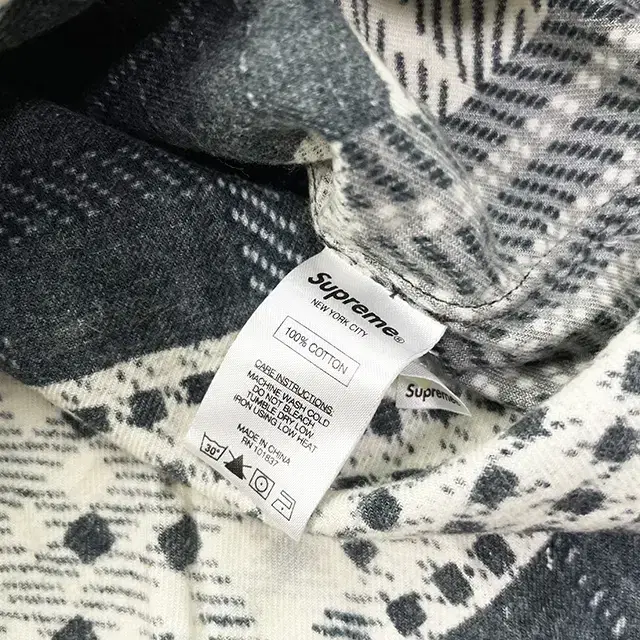 Supreme®
NEW YORK CITY
100% COTTON
CARE INSTRUCTIONS:
MACHINE WASH COLD
DO NOT BLEACH
TUMBLE DRY LOW
IRON USING LOW HEAT
MADE IN CHINA
RN 101837
30°
Supreme